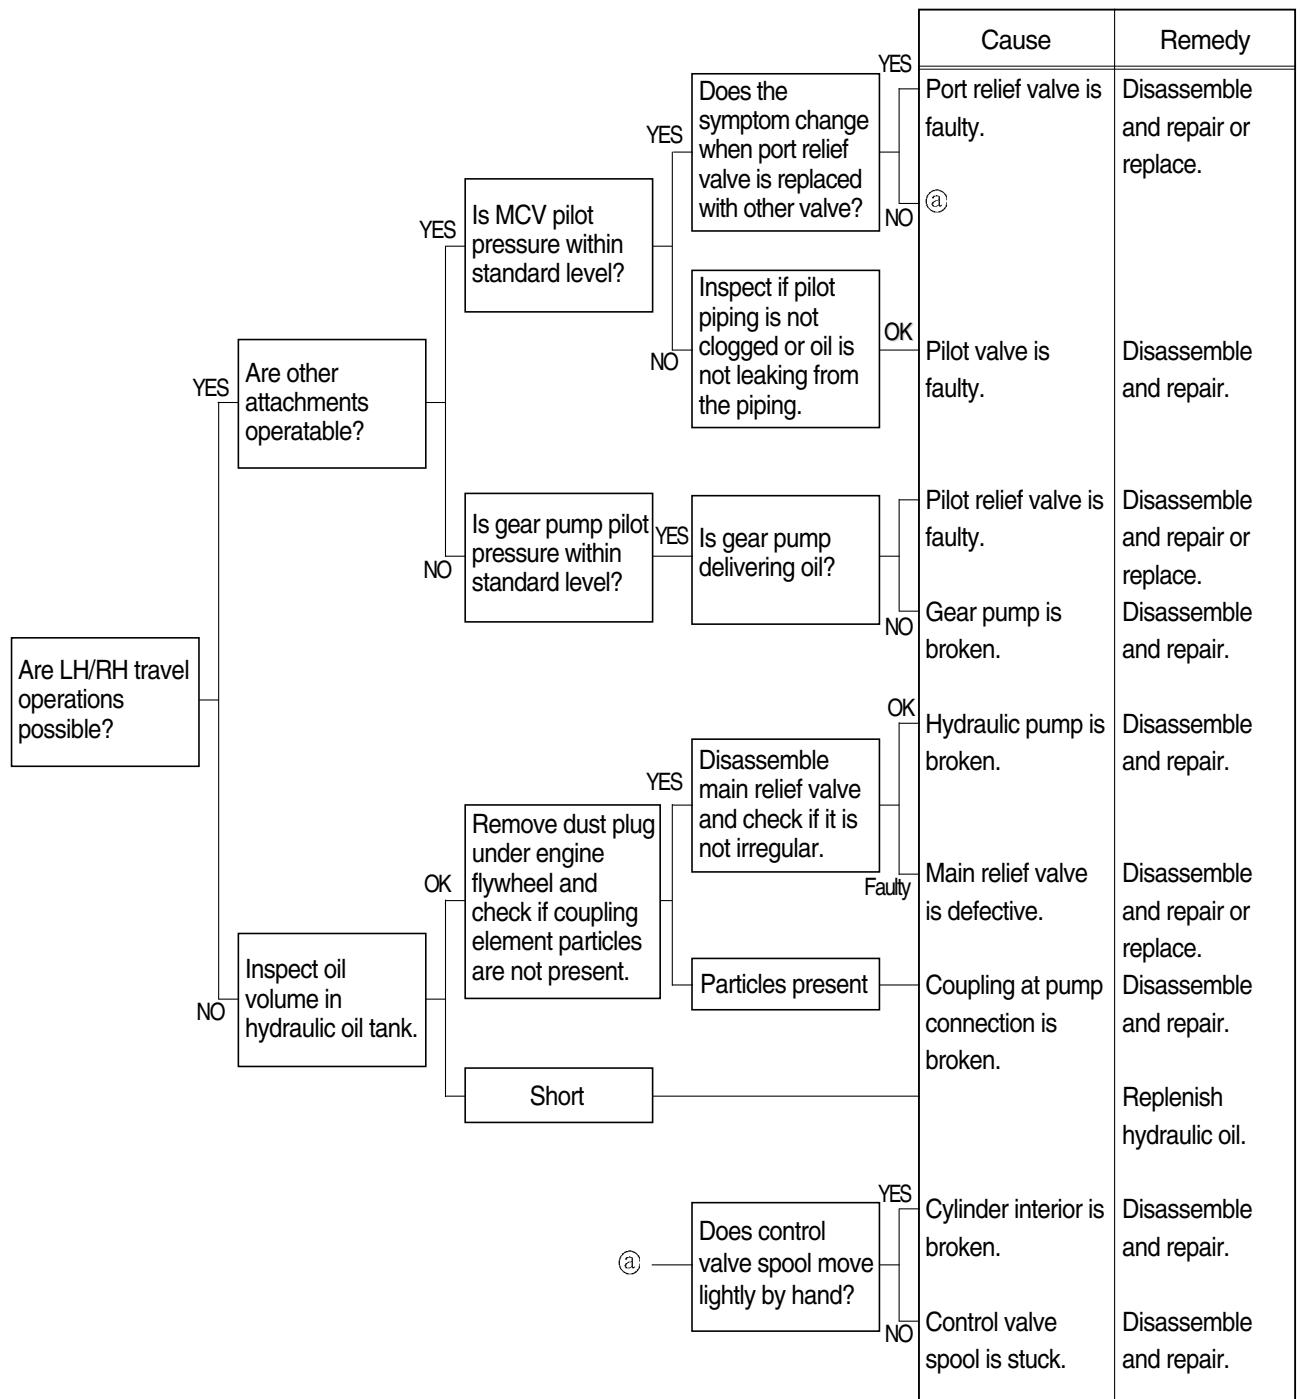 Cause
Remedy
YES
Does the
symptom change
when port relief
valve is replaced
with other valve?
Port relief valve is
faulty.
Disassemble
and repair or
replace.
YES
NO
ⓐ
YES
Is MCV pilot
pressure within
standard level?
Inspect if pilot
piping is not
clogged or oil is
not leaking from
the piping.
NO
OK
Pilot valve is
faulty.
Disassemble
and repair.
YES
Are other
attachments
operatable?
NO
Is gear pump pilot
pressure within
standard level?
YES
Is gear pump
delivering oil?
Pilot relief valve is
faulty.
Disassemble
and repair or
replace.
NO
Gear pump is
broken.
Disassemble
and repair.
Are LH/RH travel
operations
possible?
OK
Hydraulic pump is
broken.
Disassemble
and repair.
YES
Disassemble
main relief valve
and check if it is
not irregular.
Faulty
Main relief valve
is defective.
Disassemble
and repair or
replace.
OK
Remove dust plug
under engine
flywheel and
check if coupling
element particles
are not present.
NO
Inspect oil
volume in
hydraulic oil tank.
Particles present
Coupling at pump
connection is
broken.
Disassemble
and repair.
Short
Replenish
hydraulic oil.
ⓐ
Does control
valve spool move
lightly by hand?
YES
Cylinder interior is
broken.
Disassemble
and repair.
NO
Control valve
spool is stuck.
Disassemble
and repair.